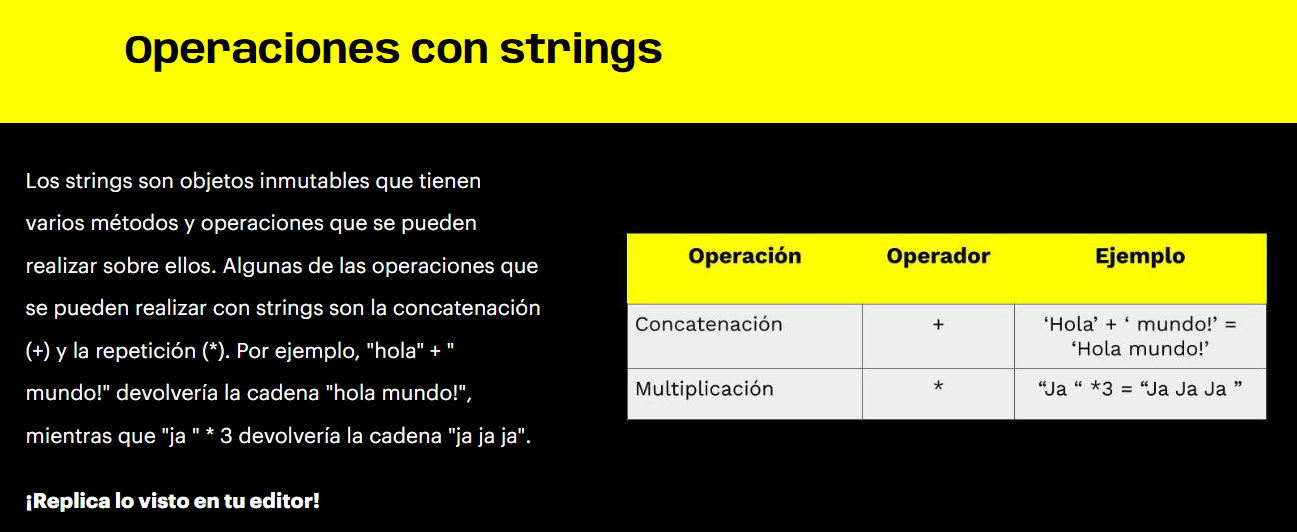 Operaciones con strings
Los strings son objetos inmutables que tienen
varios métodos y operaciones que se pueden
realizar sobre ellos. Algunas de las operaciones que
se pueden realizar con strings son la concatenación
(+) y la repetición (*). Por ejemplo, "hola" + "
mundo!" devolvería la cadena "hola mundo!",
mientras que "ja " * 3 devolvería la cadena "ja ja ja".
¡Replica lo visto en tu editor!
Operación Operador Ejemplo
Concatenación + ‘Hola’ + ‘ mundo!’ =
‘Hola mundo!’
Multiplicación * “Ja “ *3 = “Ja Ja Ja ”